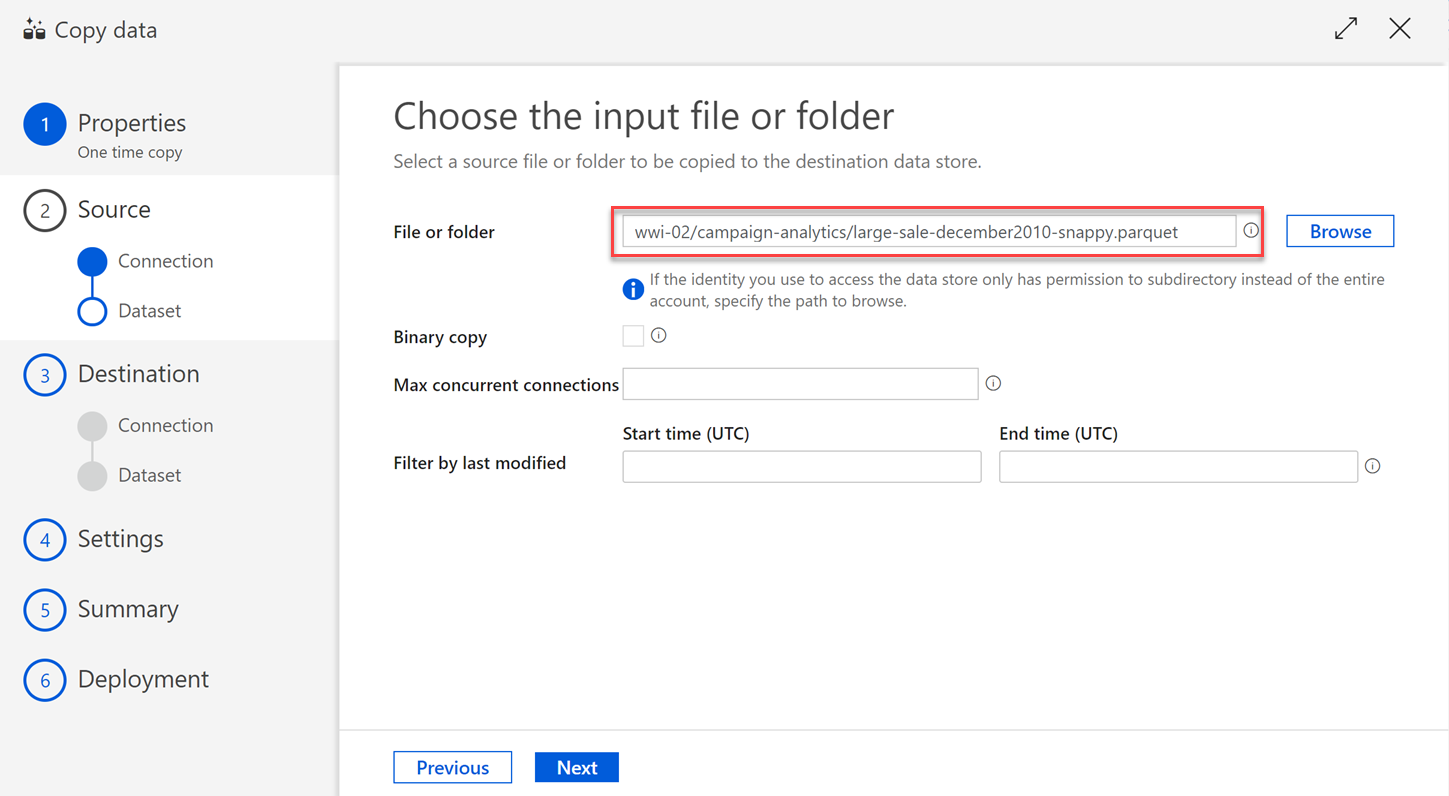 Copy data
1 Properties
One time copy
2 Source
Connection
Dataset
3 Destination
Connection
Dataset
4 Settings
5 Summary
6 Deployment
Choose the input file or folder
Select a source file or folder to be copied to the destination data store.
File or folder wwi-02/campaign-analytics/large-sale-december2010-snappy.parquet Browse
If the identity you use to access the data store only has permission to subdirectory instead of the entire
account, specify the path to browse.
Binary copy
Max concurrent connections
Start time (UTC) End time (UTC)
Filter by last modified
Previous Next